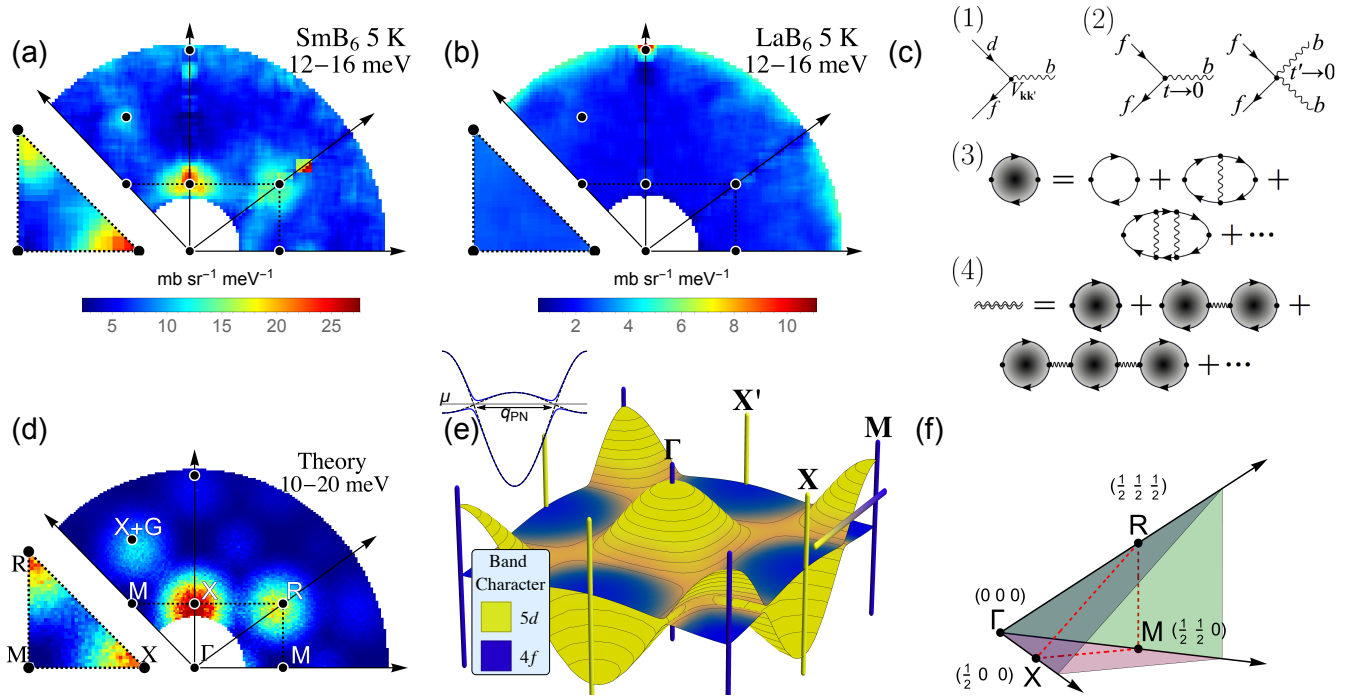 (a)
SmB₆ 5 K
12−16 meV
mb sr⁻¹ meV⁻¹
5 10 15 20 25
(b)
LaB₆ 5 K
12−16 meV
mb sr⁻¹ meV⁻¹
2 4 6 8 10
(c)
(1)
d
b
V_kk'
f
(2)
f
b
t→0
f
f
b
t'→0
f
b
(3)
= + +
+ ···
(4)
= + +
+ ···
(d)
Theory
10−20 meV
X+G
R
M X R
M X
Γ M
(e)
μ
q_PN
X'
M
Γ
X
Band
Character
5d
4f
(f)
(½ ½ ½)
R
(0 0 0)
Γ
M (½ ½ 0)
(½ 0 0) X